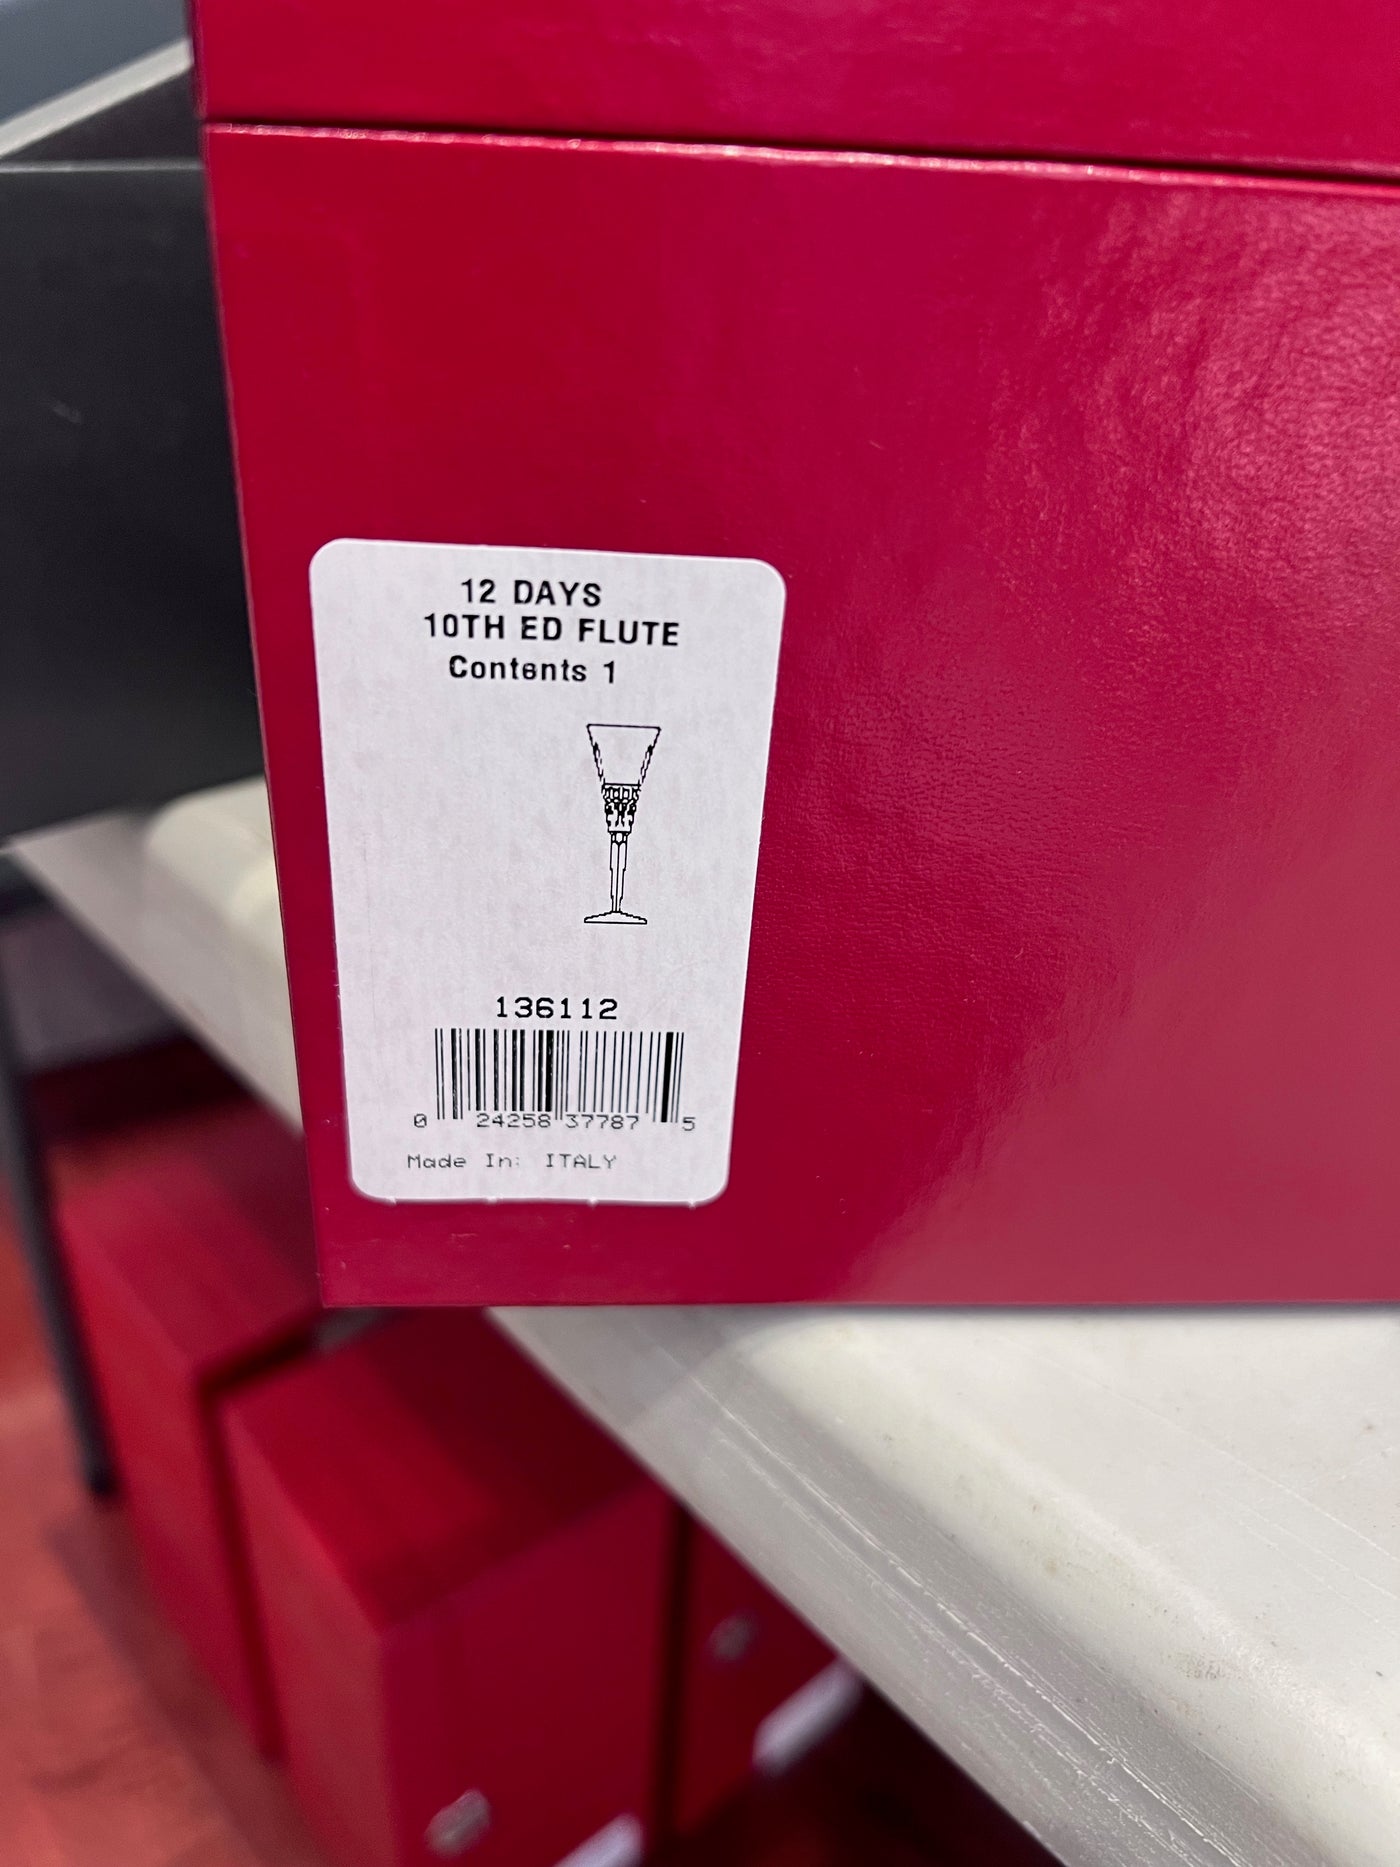 12 DAYS
10TH ED FLUTE
Contents 1
136112
0 24258 37787 5
Made In: ITALY